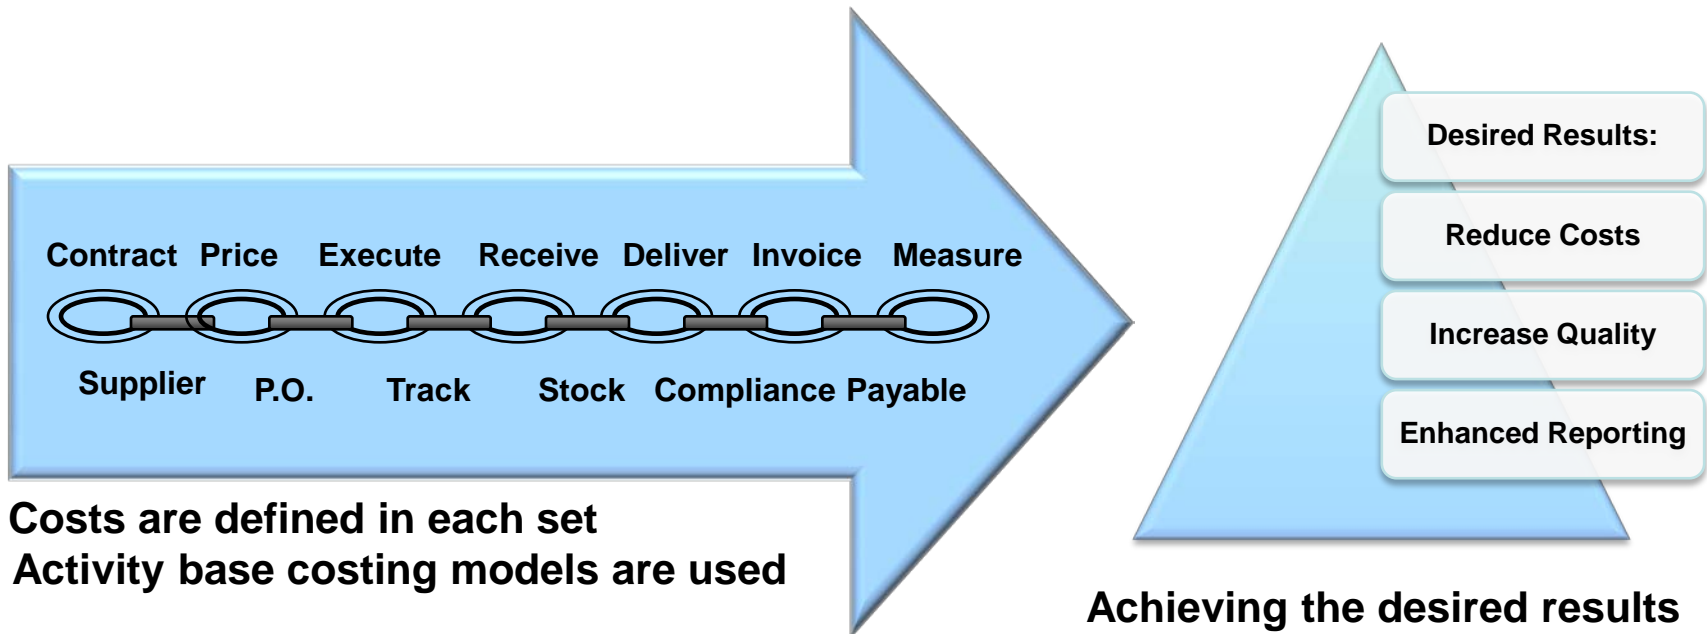 Contract Price Execute Receive Deliver Invoice Measure
Supplier P.O. Track Stock Compliance Payable
Costs are defined in each set
Activity base costing models are used
Desired Results:
Reduce Costs
Increase Quality
Enhanced Reporting
Achieving the desired results